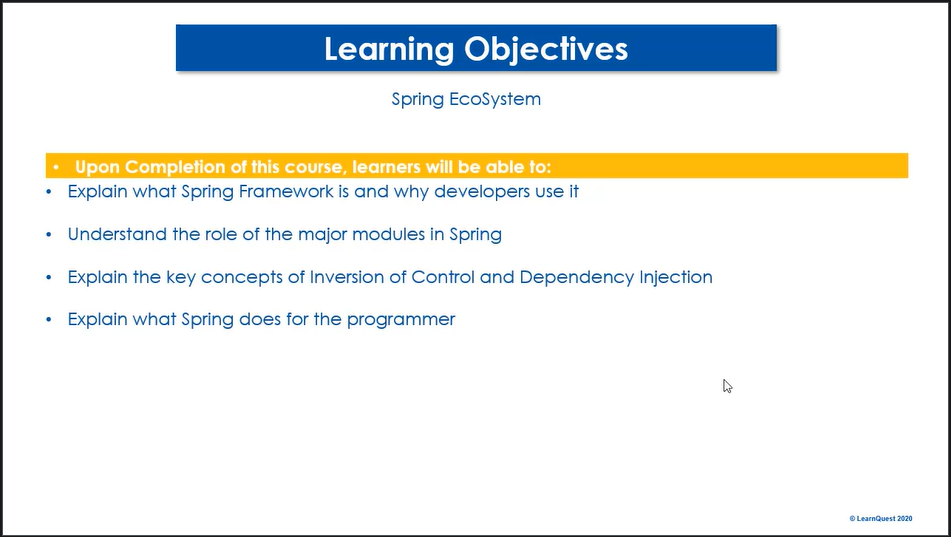 Learning Objectives
Spring EcoSystem
• Upon Completion of this course, learners will be able to:
• Explain what Spring Framework is and why developers use it
• Understand the role of the major modules in Spring
• Explain the key concepts of Inversion of Control and Dependency Injection
• Explain what Spring does for the programmer
© LearnQuest 2020